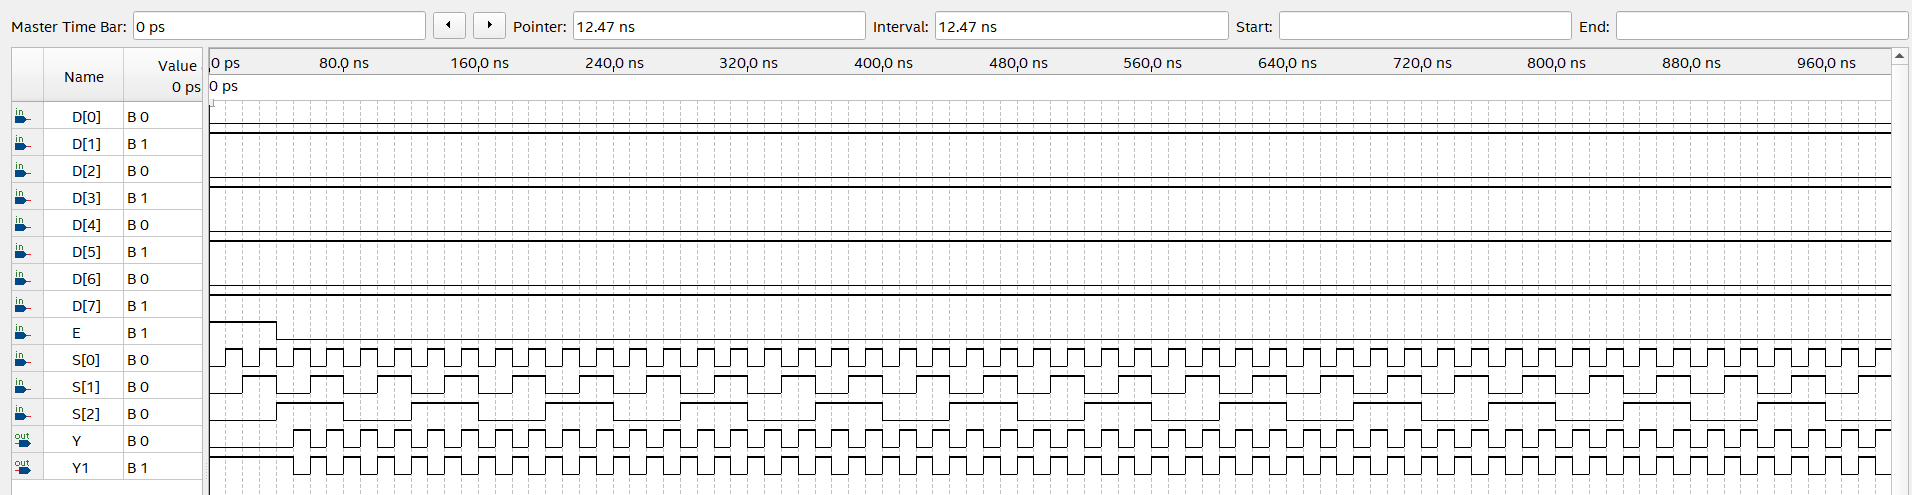 Master Time Bar: 0 ps Pointer: 12.47 ns Interval: 12.47 ns Start: End:
Name Value 0 ps
0 ps 80.0 ns 160,0 ns 240,0 ns 320,0 ns 400,0 ns 480,0 ns 560,0 ns 640,0 ns 720,0 ns 800,0 ns 880,0 ns 960,0 ns
0 ps
in D[0] B 0
in D[1] B 1
in D[2] B 0
in D[3] B 1
in D[4] B 0
in D[5] B 1
in D[6] B 0
in D[7] B 1
in E B 1
in S[0] B 0
in S[1] B 0
in S[2] B 0
out Y B 0
out Y1 B 1